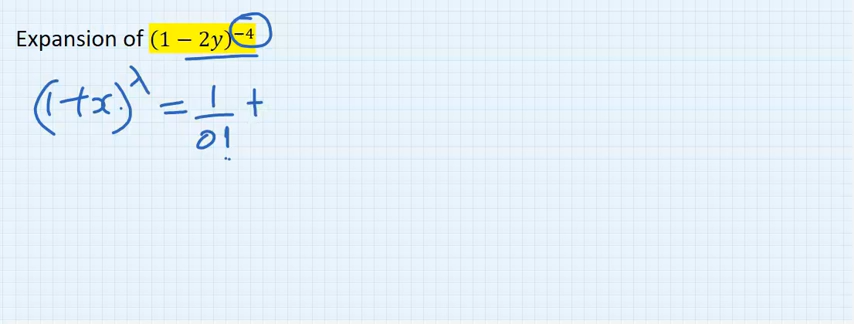 Expansion of (1 − 2y)⁻⁴
(1+x)^λ = 1/0! +